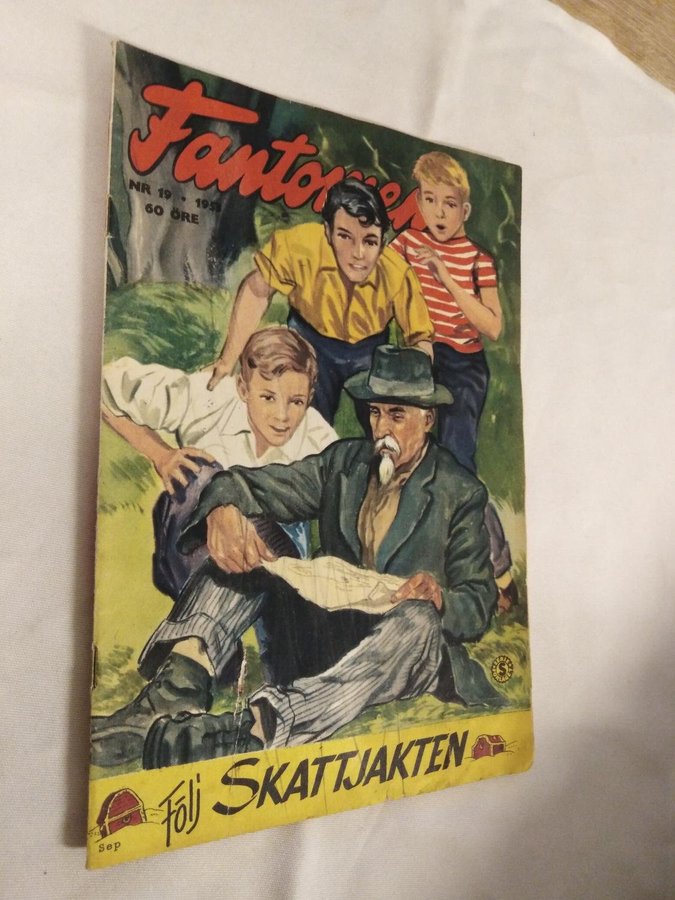 Fantomen
NR 19 • 195
60 ÖRE
S
Följ SKATTJAKTEN
Sep